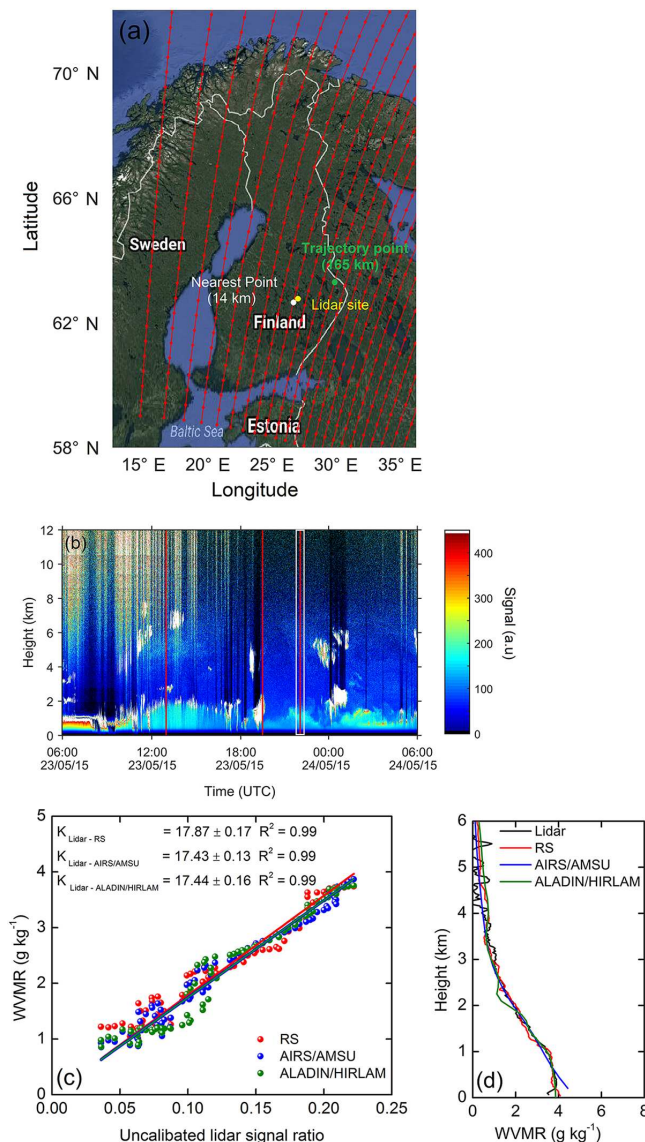 (a)
70° N
66° N
62° N
58° N
Latitude
Sweden
Trajectory point
(165 km)
Nearest Point
(14 km)
Lidar site
Finland
Estonia
Baltic Sea
15° E 20° E 25° E 30° E 35° E
Longitude
(b)
12
10
8
6
4
2
0
Height (km)
400
300
200
100
0
Signal (a.u)
06:00 12:00 18:00 00:00 06:00
23/05/15 23/05/15 23/05/15 24/05/15 24/05/15
Time (UTC)
5
4
3
2
1
0
WVMR (g kg-1)
K Lidar - RS = 17.87 ± 0.17 R2 = 0.99
K Lidar - AIRS/AMSU = 17.43 ± 0.13 R2 = 0.99
K Lidar - ALADIN/HIRLAM = 17.44 ± 0.16 R2 = 0.99
RS
AIRS/AMSU
ALADIN/HIRLAM
(c)
0.00 0.05 0.10 0.15 0.20 0.25
Uncalibated lidar signal ratio
6
5
4
3
2
1
0
Height (km)
Lidar
RS
AIRS/AMSU
ALADIN/HIRLAM
(d)
0 2 4 6 8
WVMR (g kg-1)